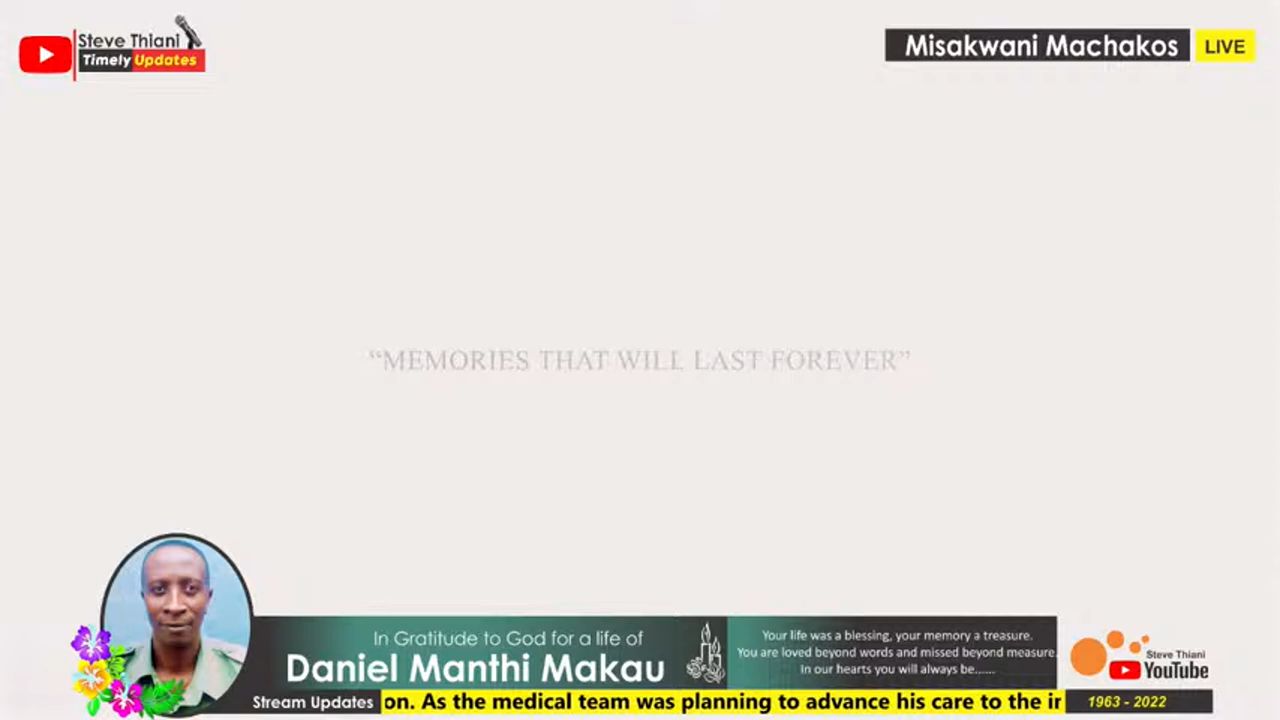 Steve Thiani
Timely Updates
Misakwani Machakos LIVE
“MEMORIES THAT WILL LAST FOREVER”
In Gratitude to God for a life of
Daniel Manthi Makau
Your life was a blessing, your memory a treasure.
You are loved beyond words and missed beyond measure.
In our hearts you will always be......
Steve Thiani
YouTube
Stream Updates on. As the medical team was planning to advance his care to the in
1963 - 2022